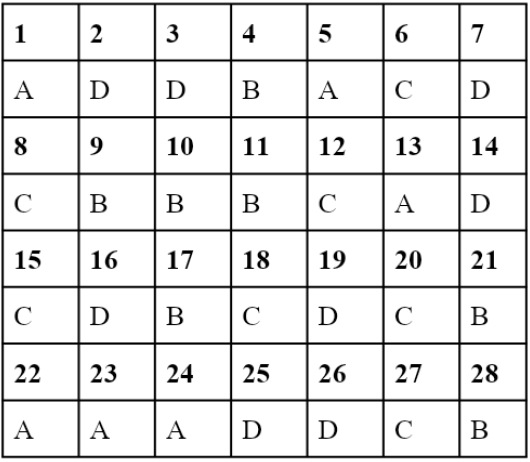 1 2 3 4 5 6 7
A D D B A C D
8 9 10 11 12 13 14
C B B B C A D
15 16 17 18 19 20 21
C D B C D C B
22 23 24 25 26 27 28
A A A D D C B